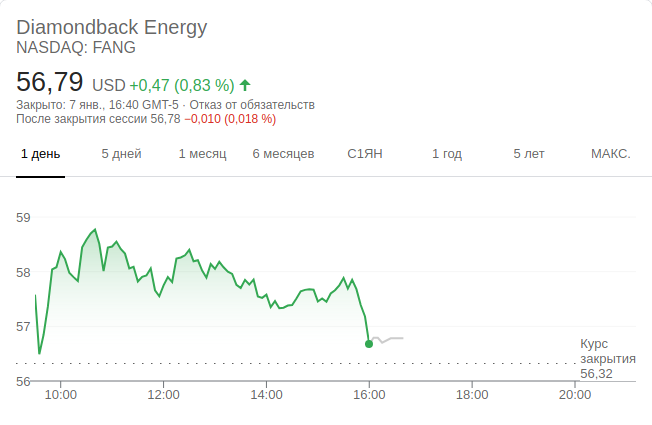 Diamondback Energy
NASDAQ: FANG
56,79 USD +0,47 (0,83 %)
Закрыто: 7 янв., 16:40 GMT-5 · Отказ от обязательств
После закрытия сессии 56,78 −0,010 (0,018 %)
1 день 5 дней 1 месяц 6 месяцев С1ЯН 1 год 5 лет МАКС.
59
58
57
56
Курс
закрытия
56,32
10:00 12:00 14:00 16:00 18:00 20:00